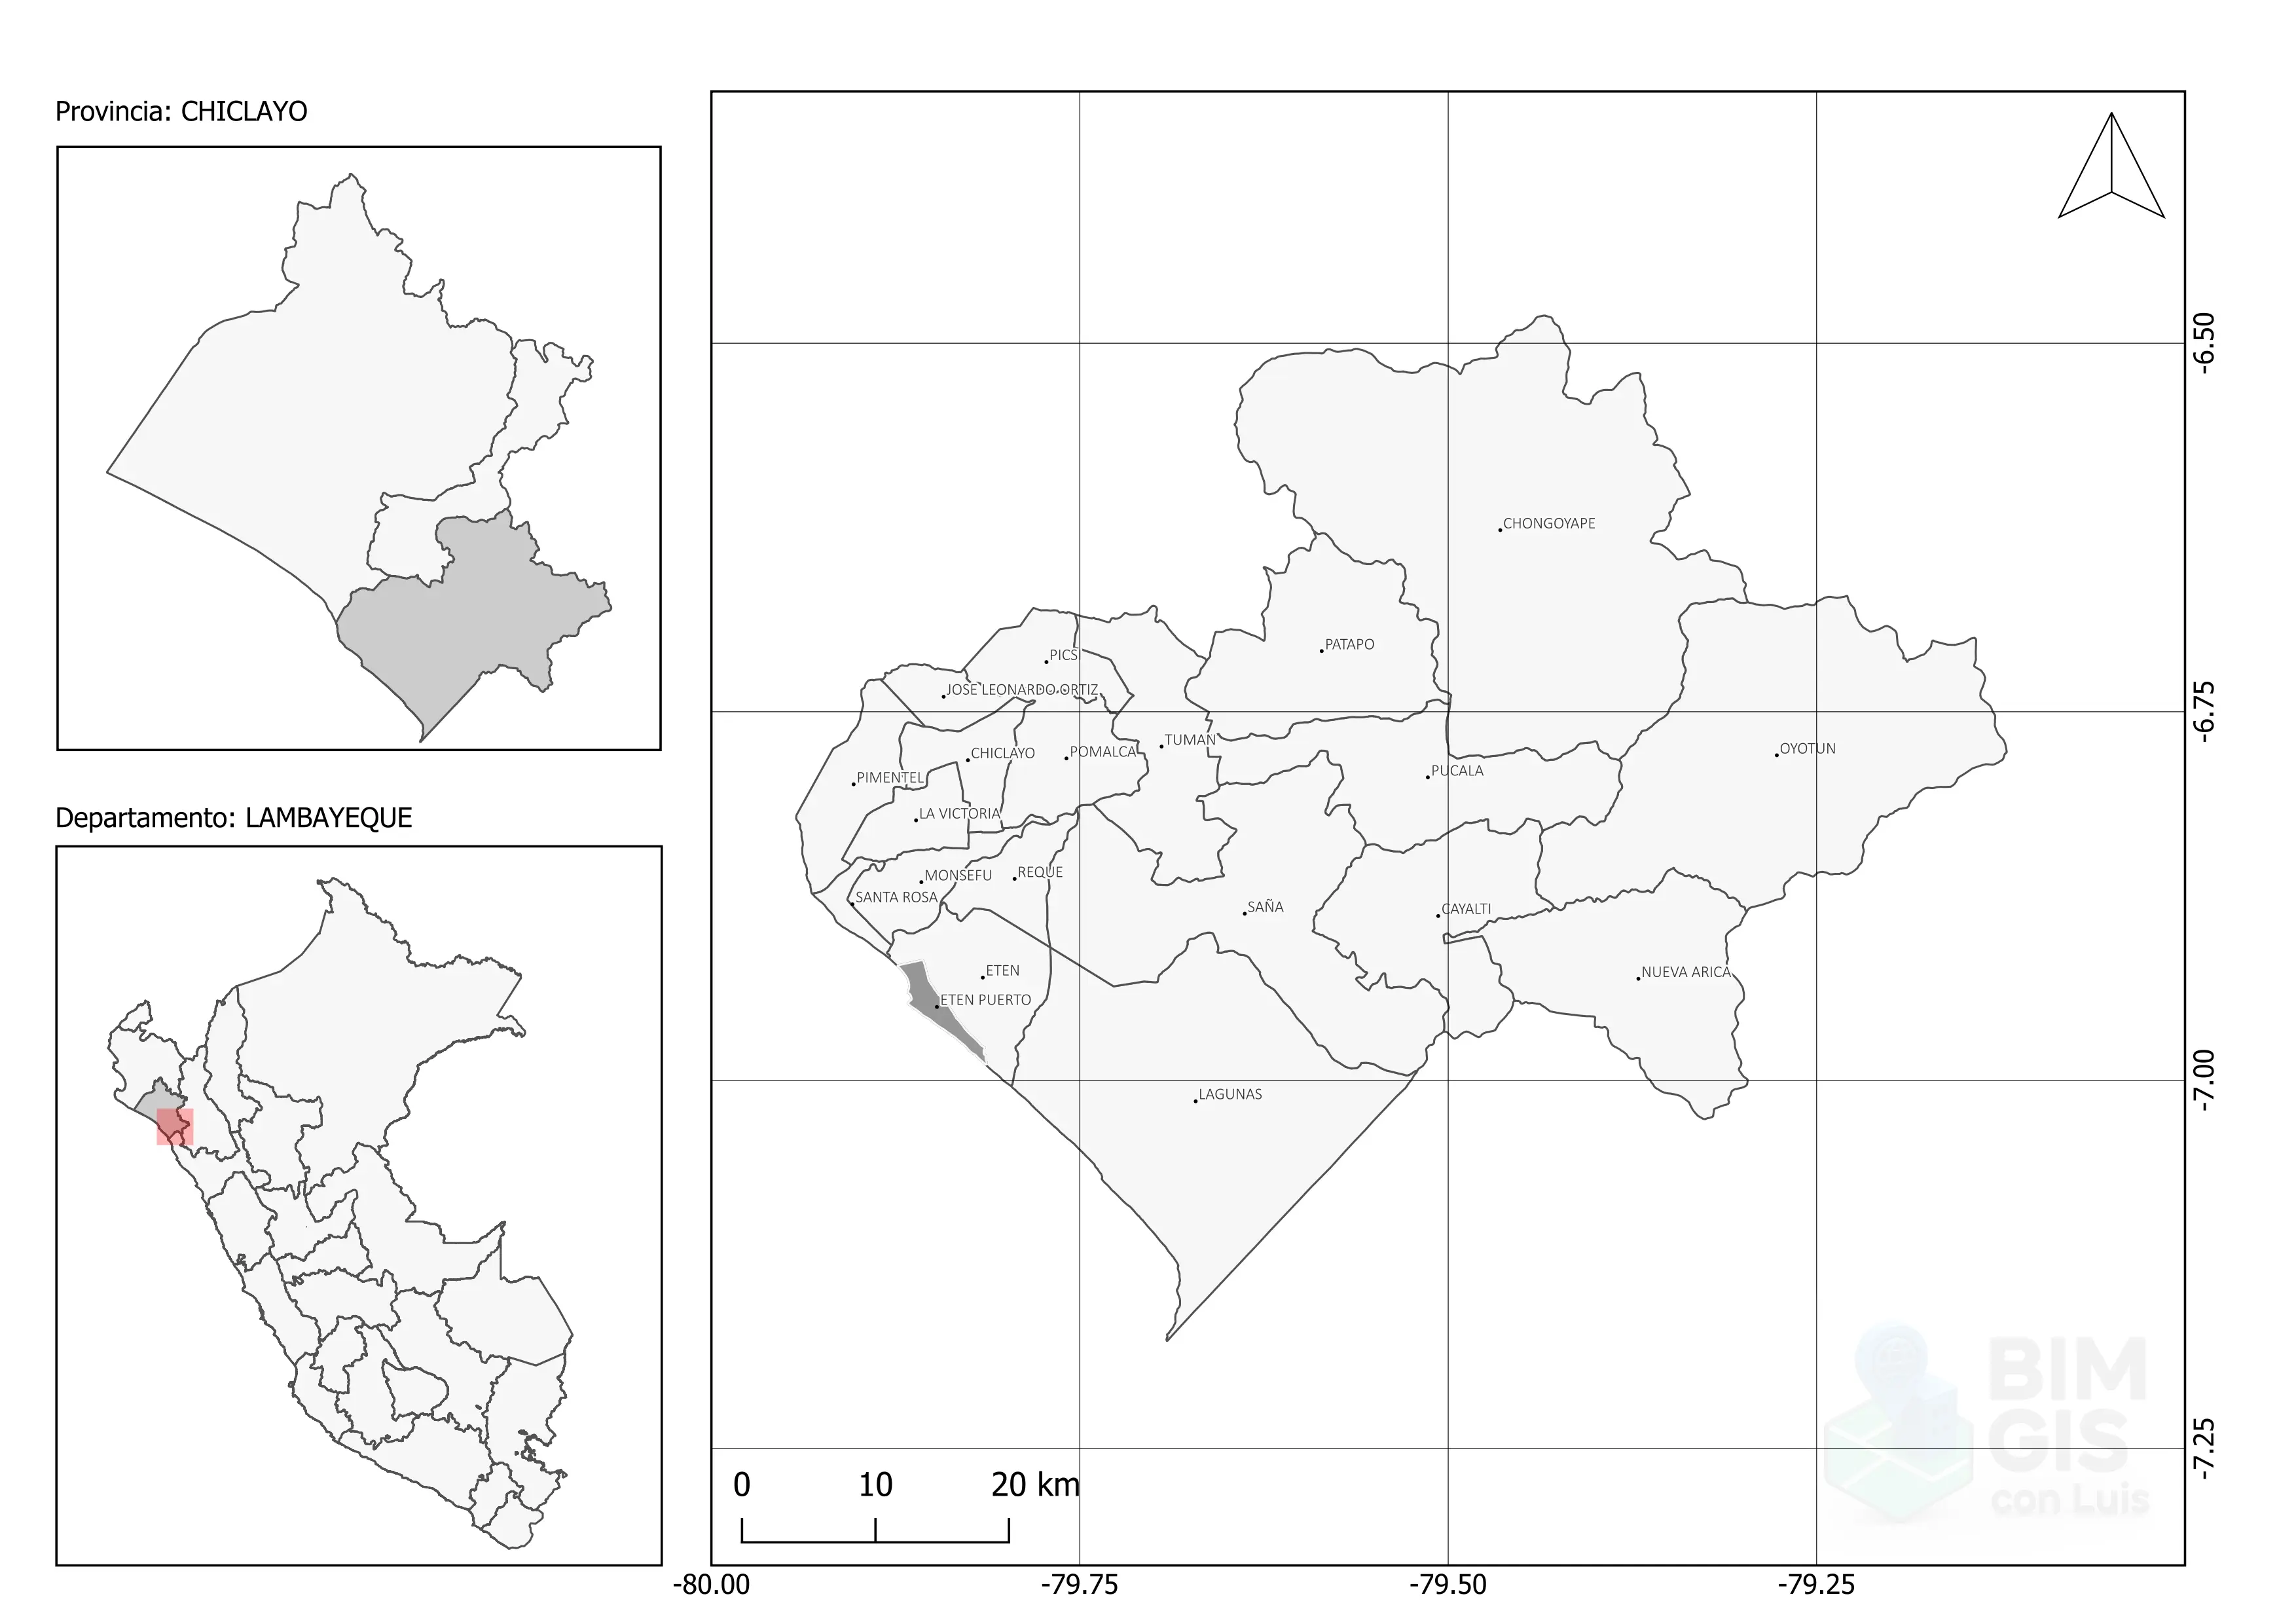 Provincia: CHICLAYO
Departamento: LAMBAYEQUE
-6.50
CHONGOYAPE
PATAPO
PICSI
JOSE LEONARDO ORTIZ
-6.75
TUMAN
CHICLAYO
POMALCA
OYOTUN
PUCALA
PIMENTEL
LA VICTORIA
REQUE
MONSEFU
SANTA ROSA
SAÑA
CAYALTI
ETEN
NUEVA ARICA
ETEN PUERTO
-7.00
LAGUNAS
BIM
GIS
con Luis
-7.25
0 10 20 km
-80.00 -79.75 -79.50 -79.25